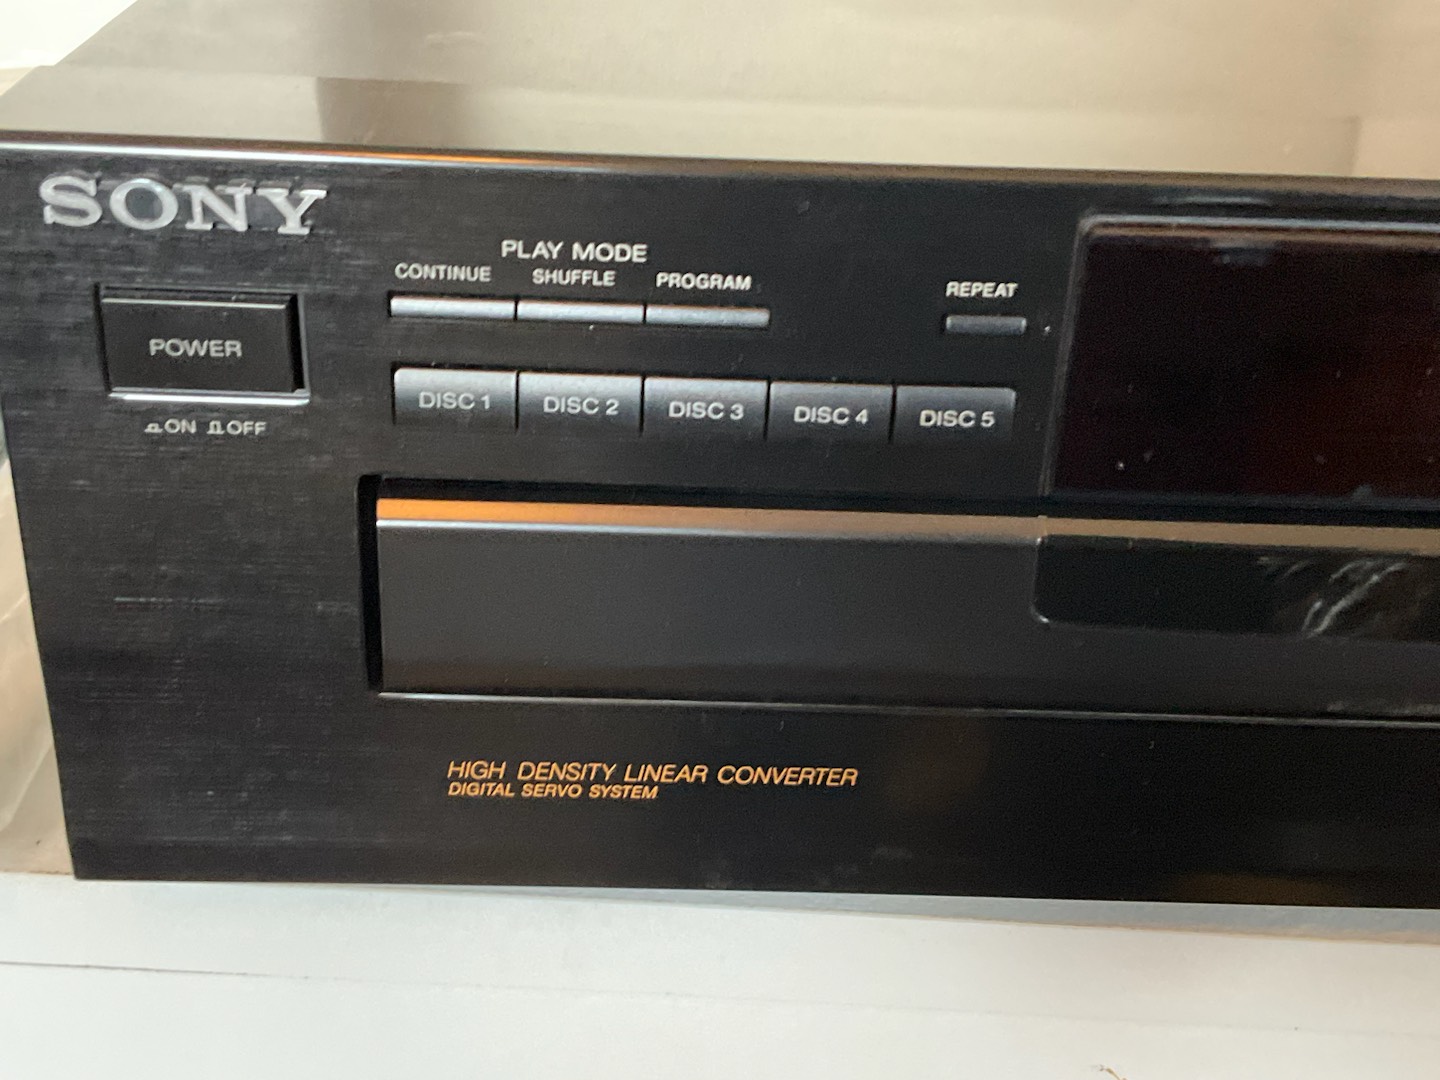 SONY
PLAY MODE
CONTINUE SHUFFLE PROGRAM
REPEAT
POWER
ON OFF
DISC 1 DISC 2 DISC 3 DISC 4 DISC 5
HIGH DENSITY LINEAR CONVERTER
DIGITAL SERVO SYSTEM